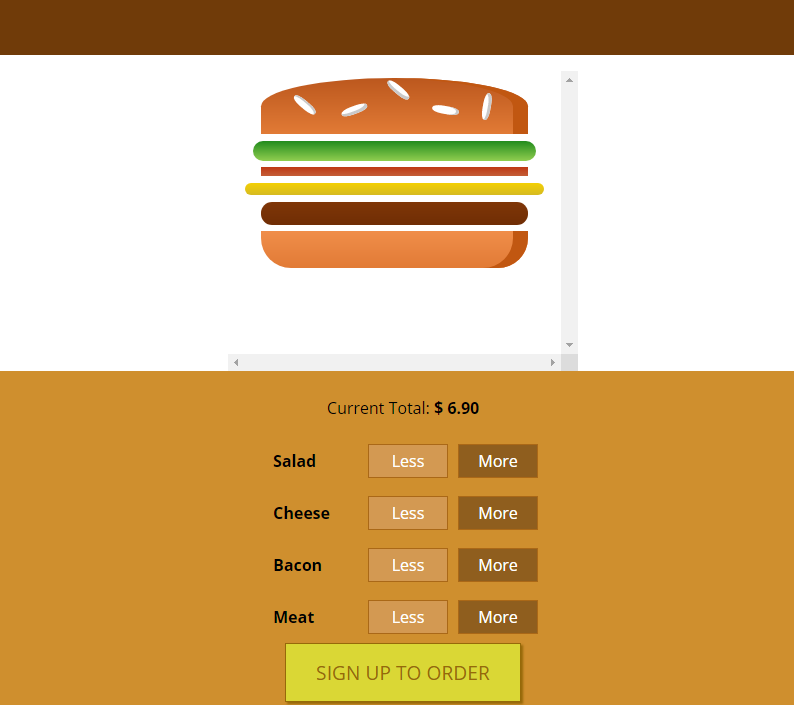 Current Total: $ 6.90
Salad Less More
Cheese Less More
Bacon Less More
Meat Less More
SIGN UP TO ORDER